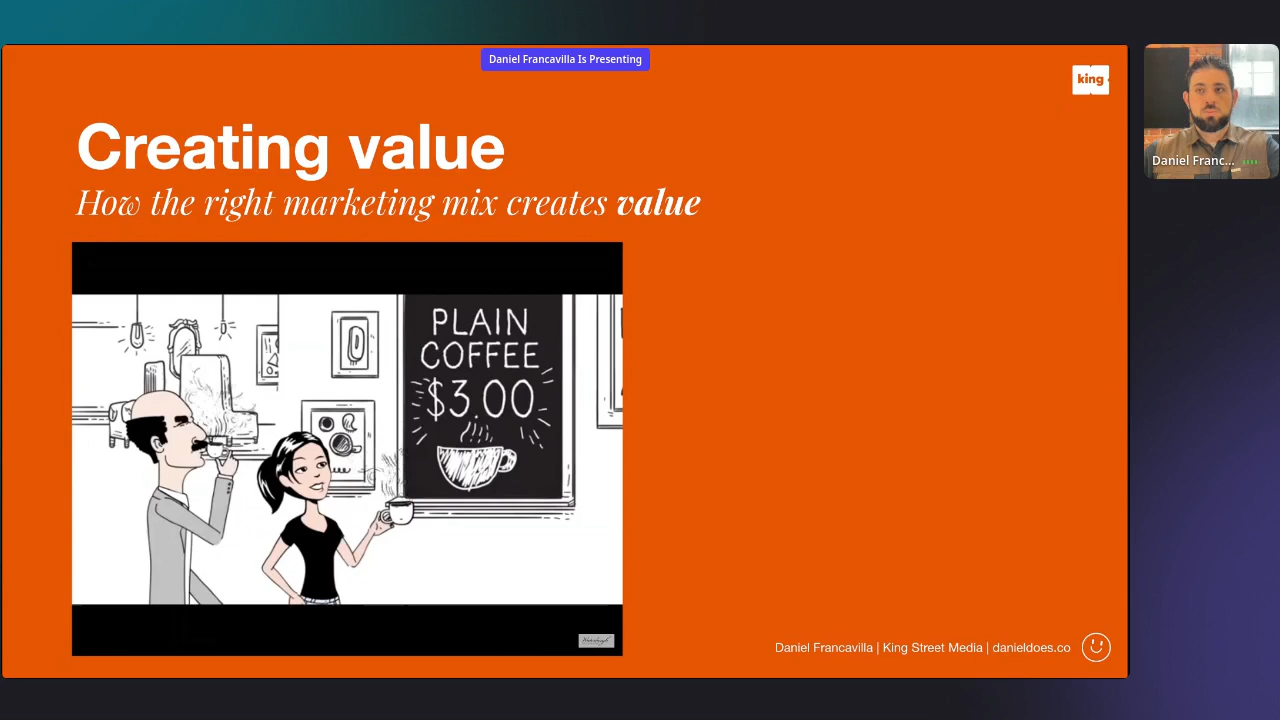 Daniel Francavilla Is Presenting
king
Creating value
How the right marketing mix creates value
PLAIN
COFFEE
$3.00
Daniel Franc...
Daniel Francavilla | King Street Media | danieldoes.co